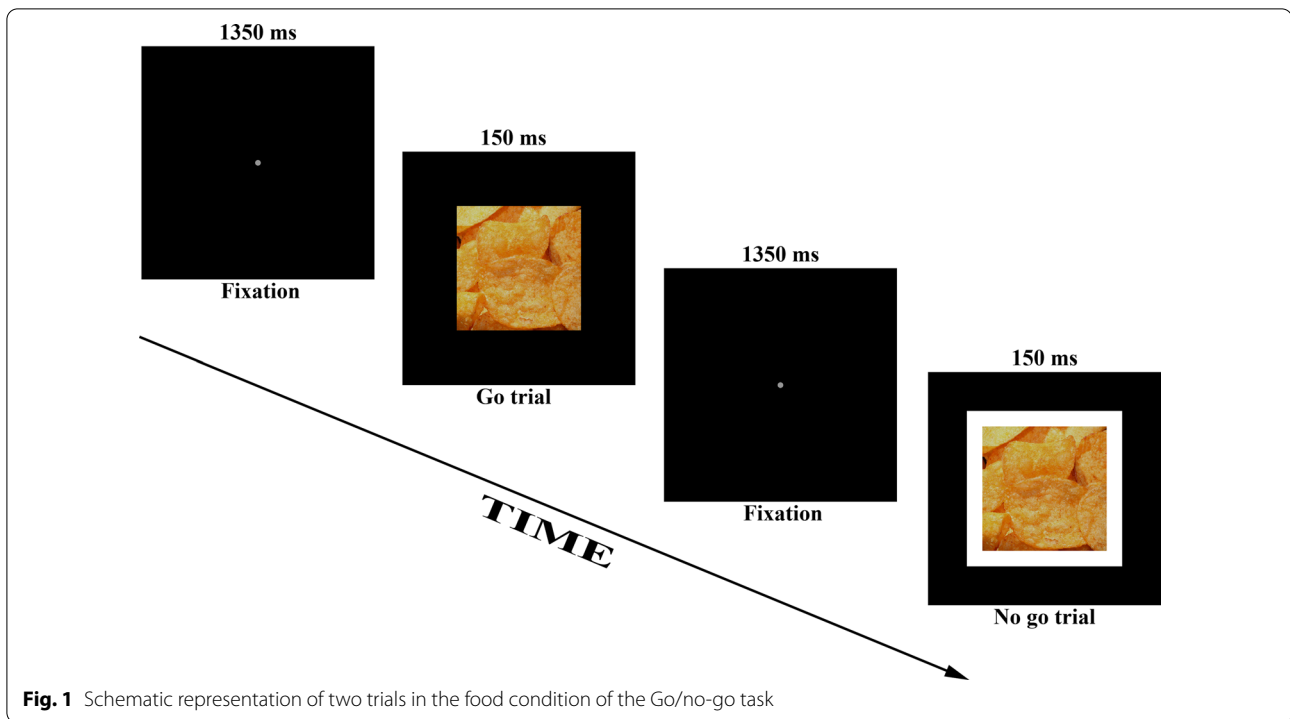 1350 ms
Fixation
150 ms
Go trial
1350 ms
Fixation
150 ms
No go trial
TIME
Fig. 1 Schematic representation of two trials in the food condition of the Go/no-go task